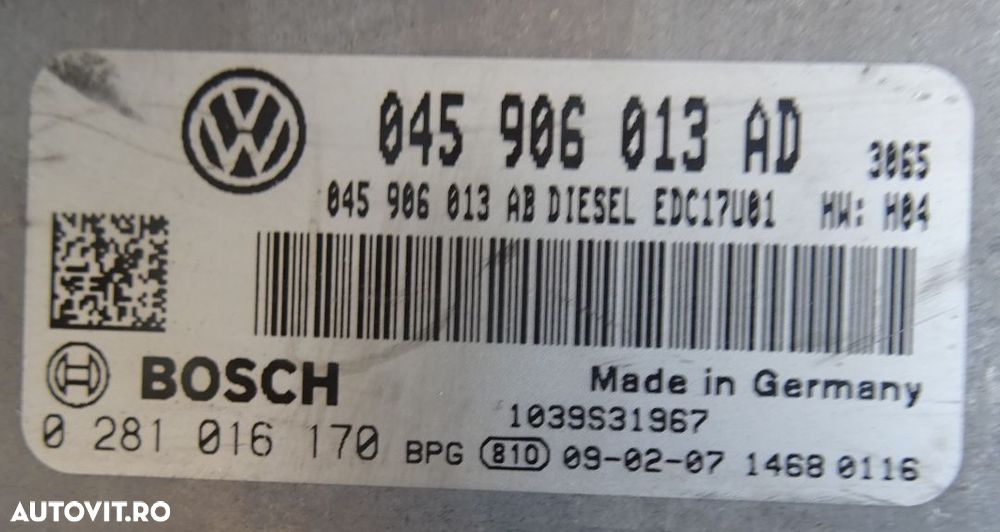 045 906 013 AD 3065
045 906 013 AB DIESEL EDC17U01 HW: H04
BOSCH
Made in Germany
1039S31967
0 281 016 170 BPG 810 09-02-07 1468 0116
AUTOVIT.RO